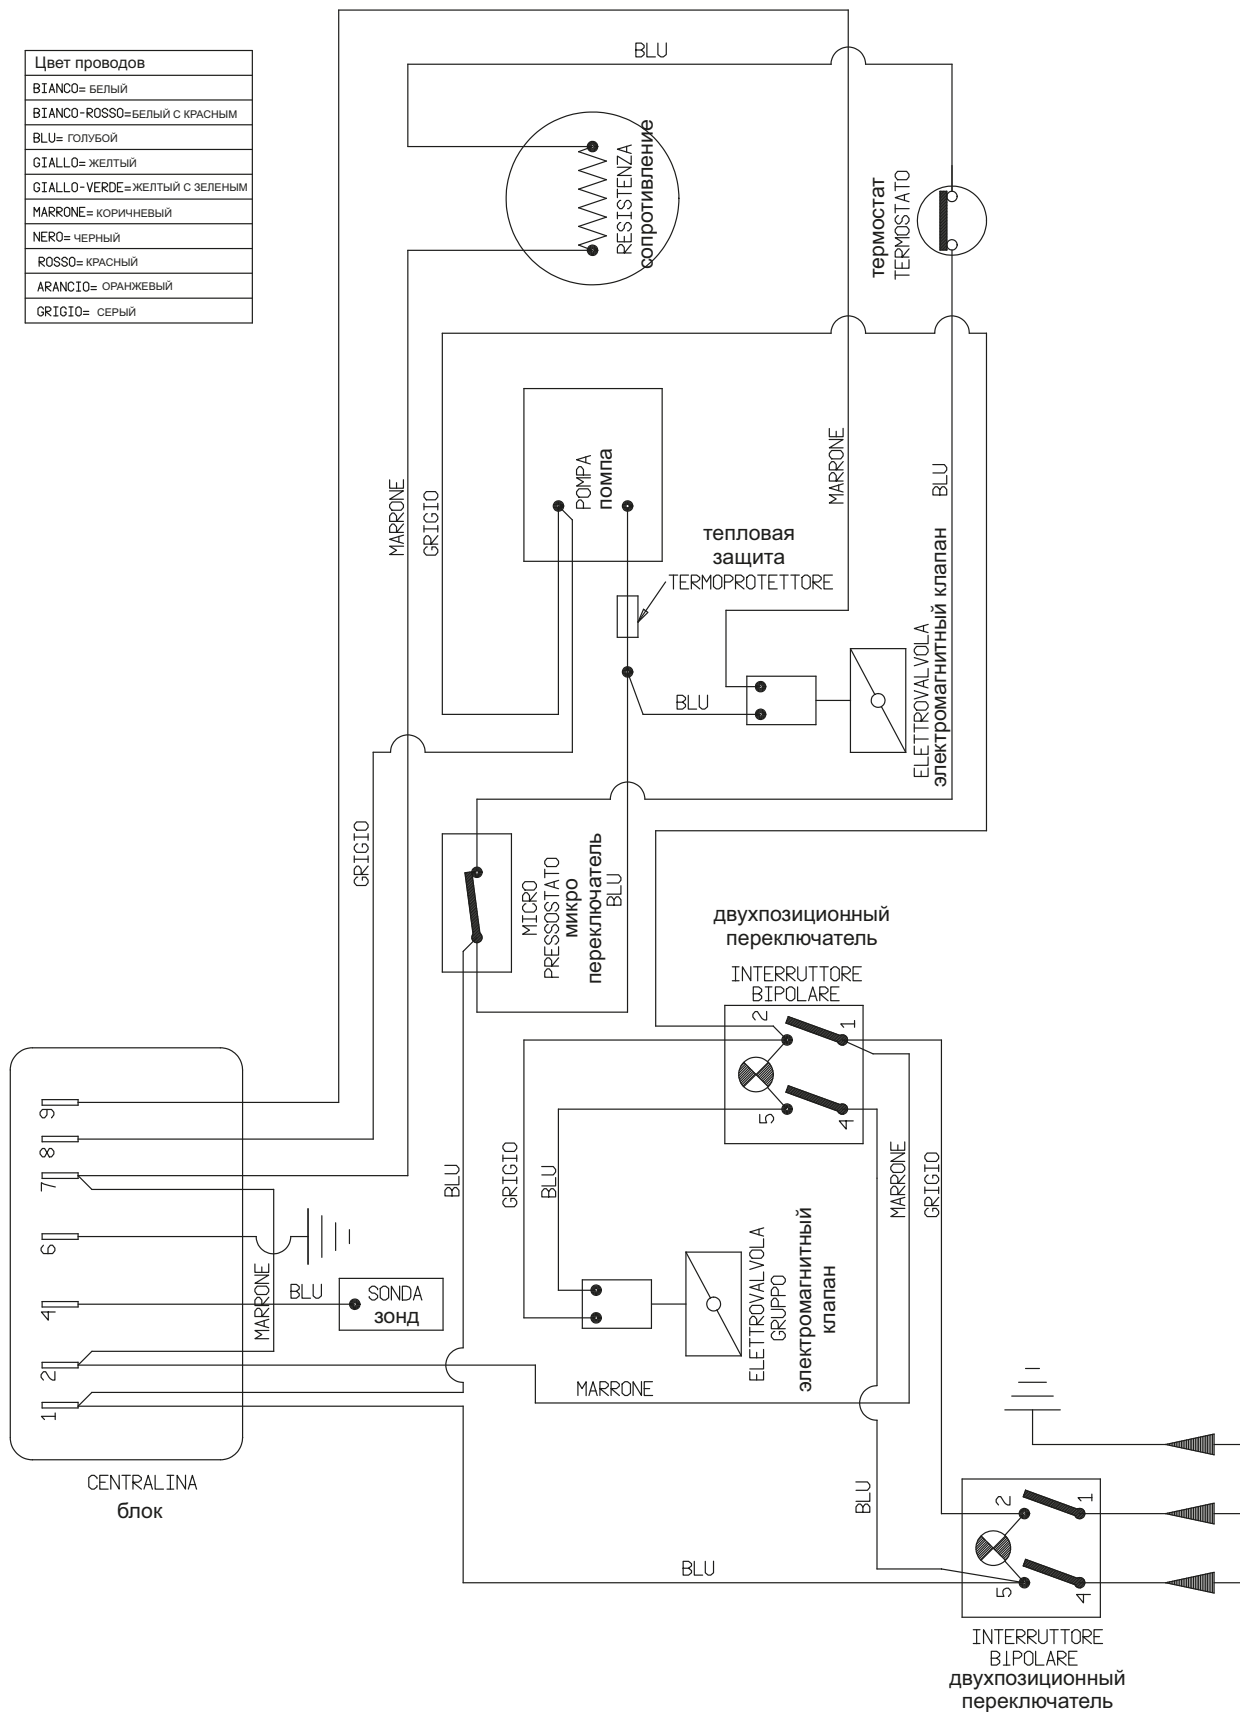 Цвет проводов
BIANCO= БЕЛЫЙ
BIANCO-ROSSO=БЕЛЫЙ С КРАСНЫМ
BLU= ГОЛУБОЙ
GIALLO= ЖЕЛТЫЙ
GIALLO-VERDE=ЖЕЛТЫЙ С ЗЕЛЕНЫМ
MARRONE= КОРИЧНЕВЫЙ
NERO= ЧЕРНЫЙ
ROSSO= КРАСНЫЙ
ARANCIO= ОРАНЖЕВЫЙ
GRIGIO= СЕРЫЙ
BLU
RESISTENZA
сопротивление
термостат
TERMOSTATO
MARRONE
GRIGIO
POMPA
помпа
MARRONE
BLU
тепловая
защита
TERMOPROTETTORE
BLU
ELETTROVALVOLA
электромагнитный клапан
GRIGIO
MICRO
PRESSOSTATO
микро
переключатель
BLU
двухпозиционный
переключатель
INTERRUTTORE
BIPOLARE
2
1
5
4
9
8
7
6
4
2
1
MARRONE
BLU
SONDA
зонд
BLU
GRIGIO
BLU
MARRONE
GRIGIO
ELETTROVALVOLA
GRUPPO
электромагнитный
клапан
MARRONE
CENTRALINA
блок
BLU
BLU
2
1
5
4
INTERRUTTORE
BIPOLARE
двухпозиционный
переключатель